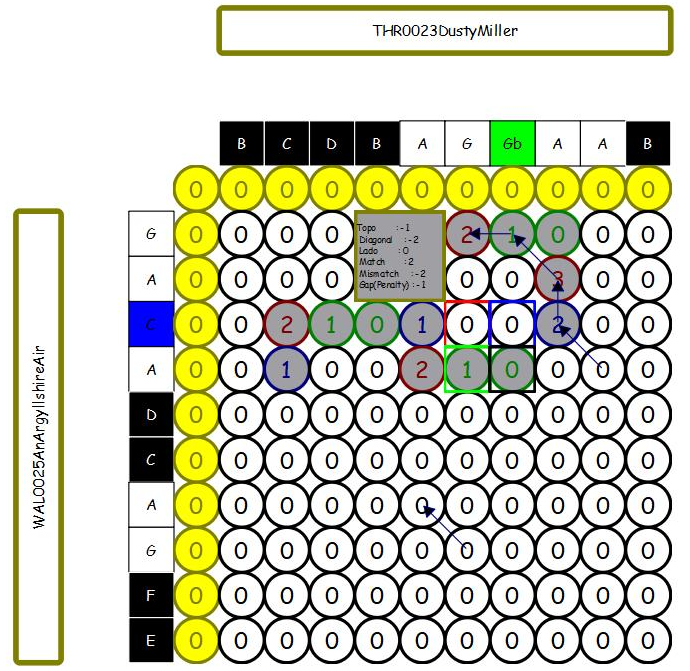 THR0023DustyMiller
B C D B A G Gb A A B
0 0 0 0 0 0 0 0 0 0 0
G 0 0 0 0 2 1 0 0 0
Topo :-1
Diagonal :-2
Lado :0
Match :2
Mismatch :-2
Gap(Penalty) :-1
A 0 0 0 0 0 0 3 0 0
C 0 0 2 1 0 1 0 0 2 0 0
A 0 0 1 0 0 2 1 0 0 0 0
D 0 0 0 0 0 0 0 0 0 0 0
C 0 0 0 0 0 0 0 0 0 0 0
A 0 0 0 0 0 0 0 0 0 0 0
G 0 0 0 0 0 0 0 0 0 0 0
F 0 0 0 0 0 0 0 0 0 0 0
E 0 0 0 0 0 0 0 0 0 0 0
WAL0025AnArgyllshireAir